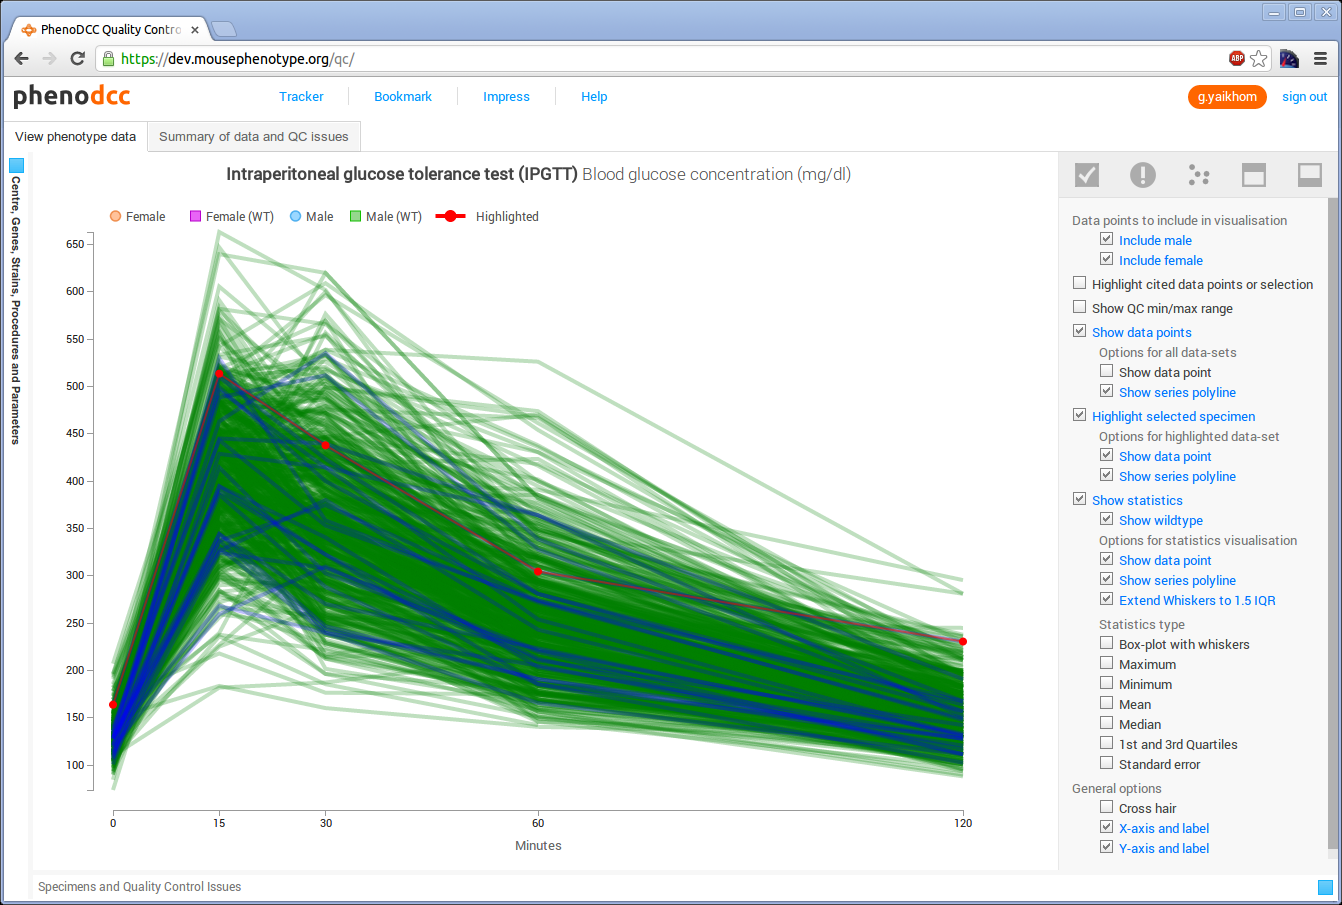 PhenoDCC Quality Contro
https://dev.mousephenotype.org/qc/
ABP
phenodcc
Tracker
Bookmark
Impress
Help
g.yaikhom
sign out
View phenotype data
Summary of data and QC issues
Centre, Genes, Strains, Procedures and Parameters
Intraperitoneal glucose tolerance test (IPGTT) Blood glucose concentration (mg/dl)
Female
Female (WT)
Male
Male (WT)
Highlighted
650
600
550
500
450
400
350
300
250
200
150
100
0
15
30
60
120
Minutes
Data points to include in visualisation
Include male
Include female
Highlight cited data points or selection
Show QC min/max range
Show data points
Options for all data-sets
Show data point
Show series polyline
Highlight selected specimen
Options for highlighted data-set
Show data point
Show series polyline
Show statistics
Show wildtype
Options for statistics visualisation
Show data point
Show series polyline
Extend Whiskers to 1.5 IQR
Statistics type
Box-plot with whiskers
Maximum
Minimum
Mean
Median
1st and 3rd Quartiles
Standard error
General options
Cross hair
X-axis and label
Y-axis and label
Specimens and Quality Control Issues